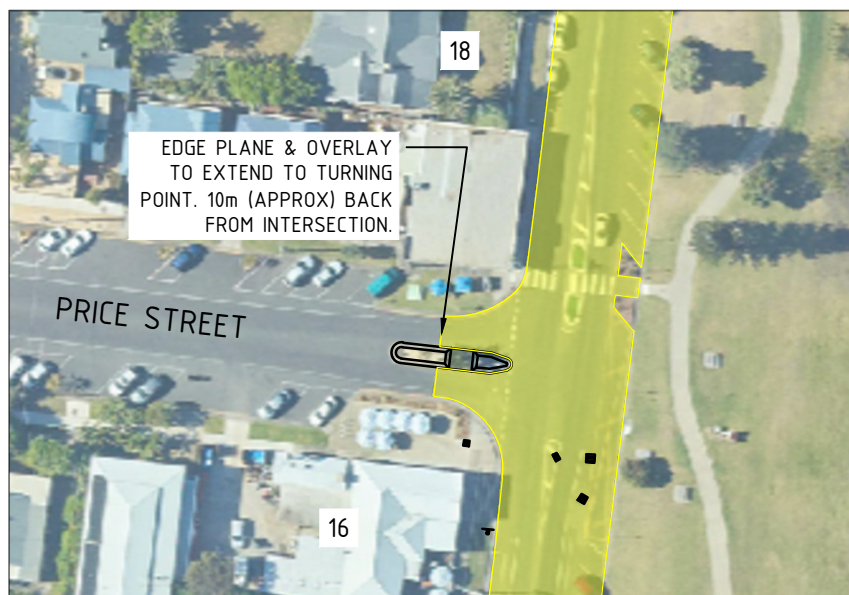 18
EDGE PLANE & OVERLAY
TO EXTEND TO TURNING
POINT. 10m (APPROX) BACK
FROM INTERSECTION.
PRICE STREET
16